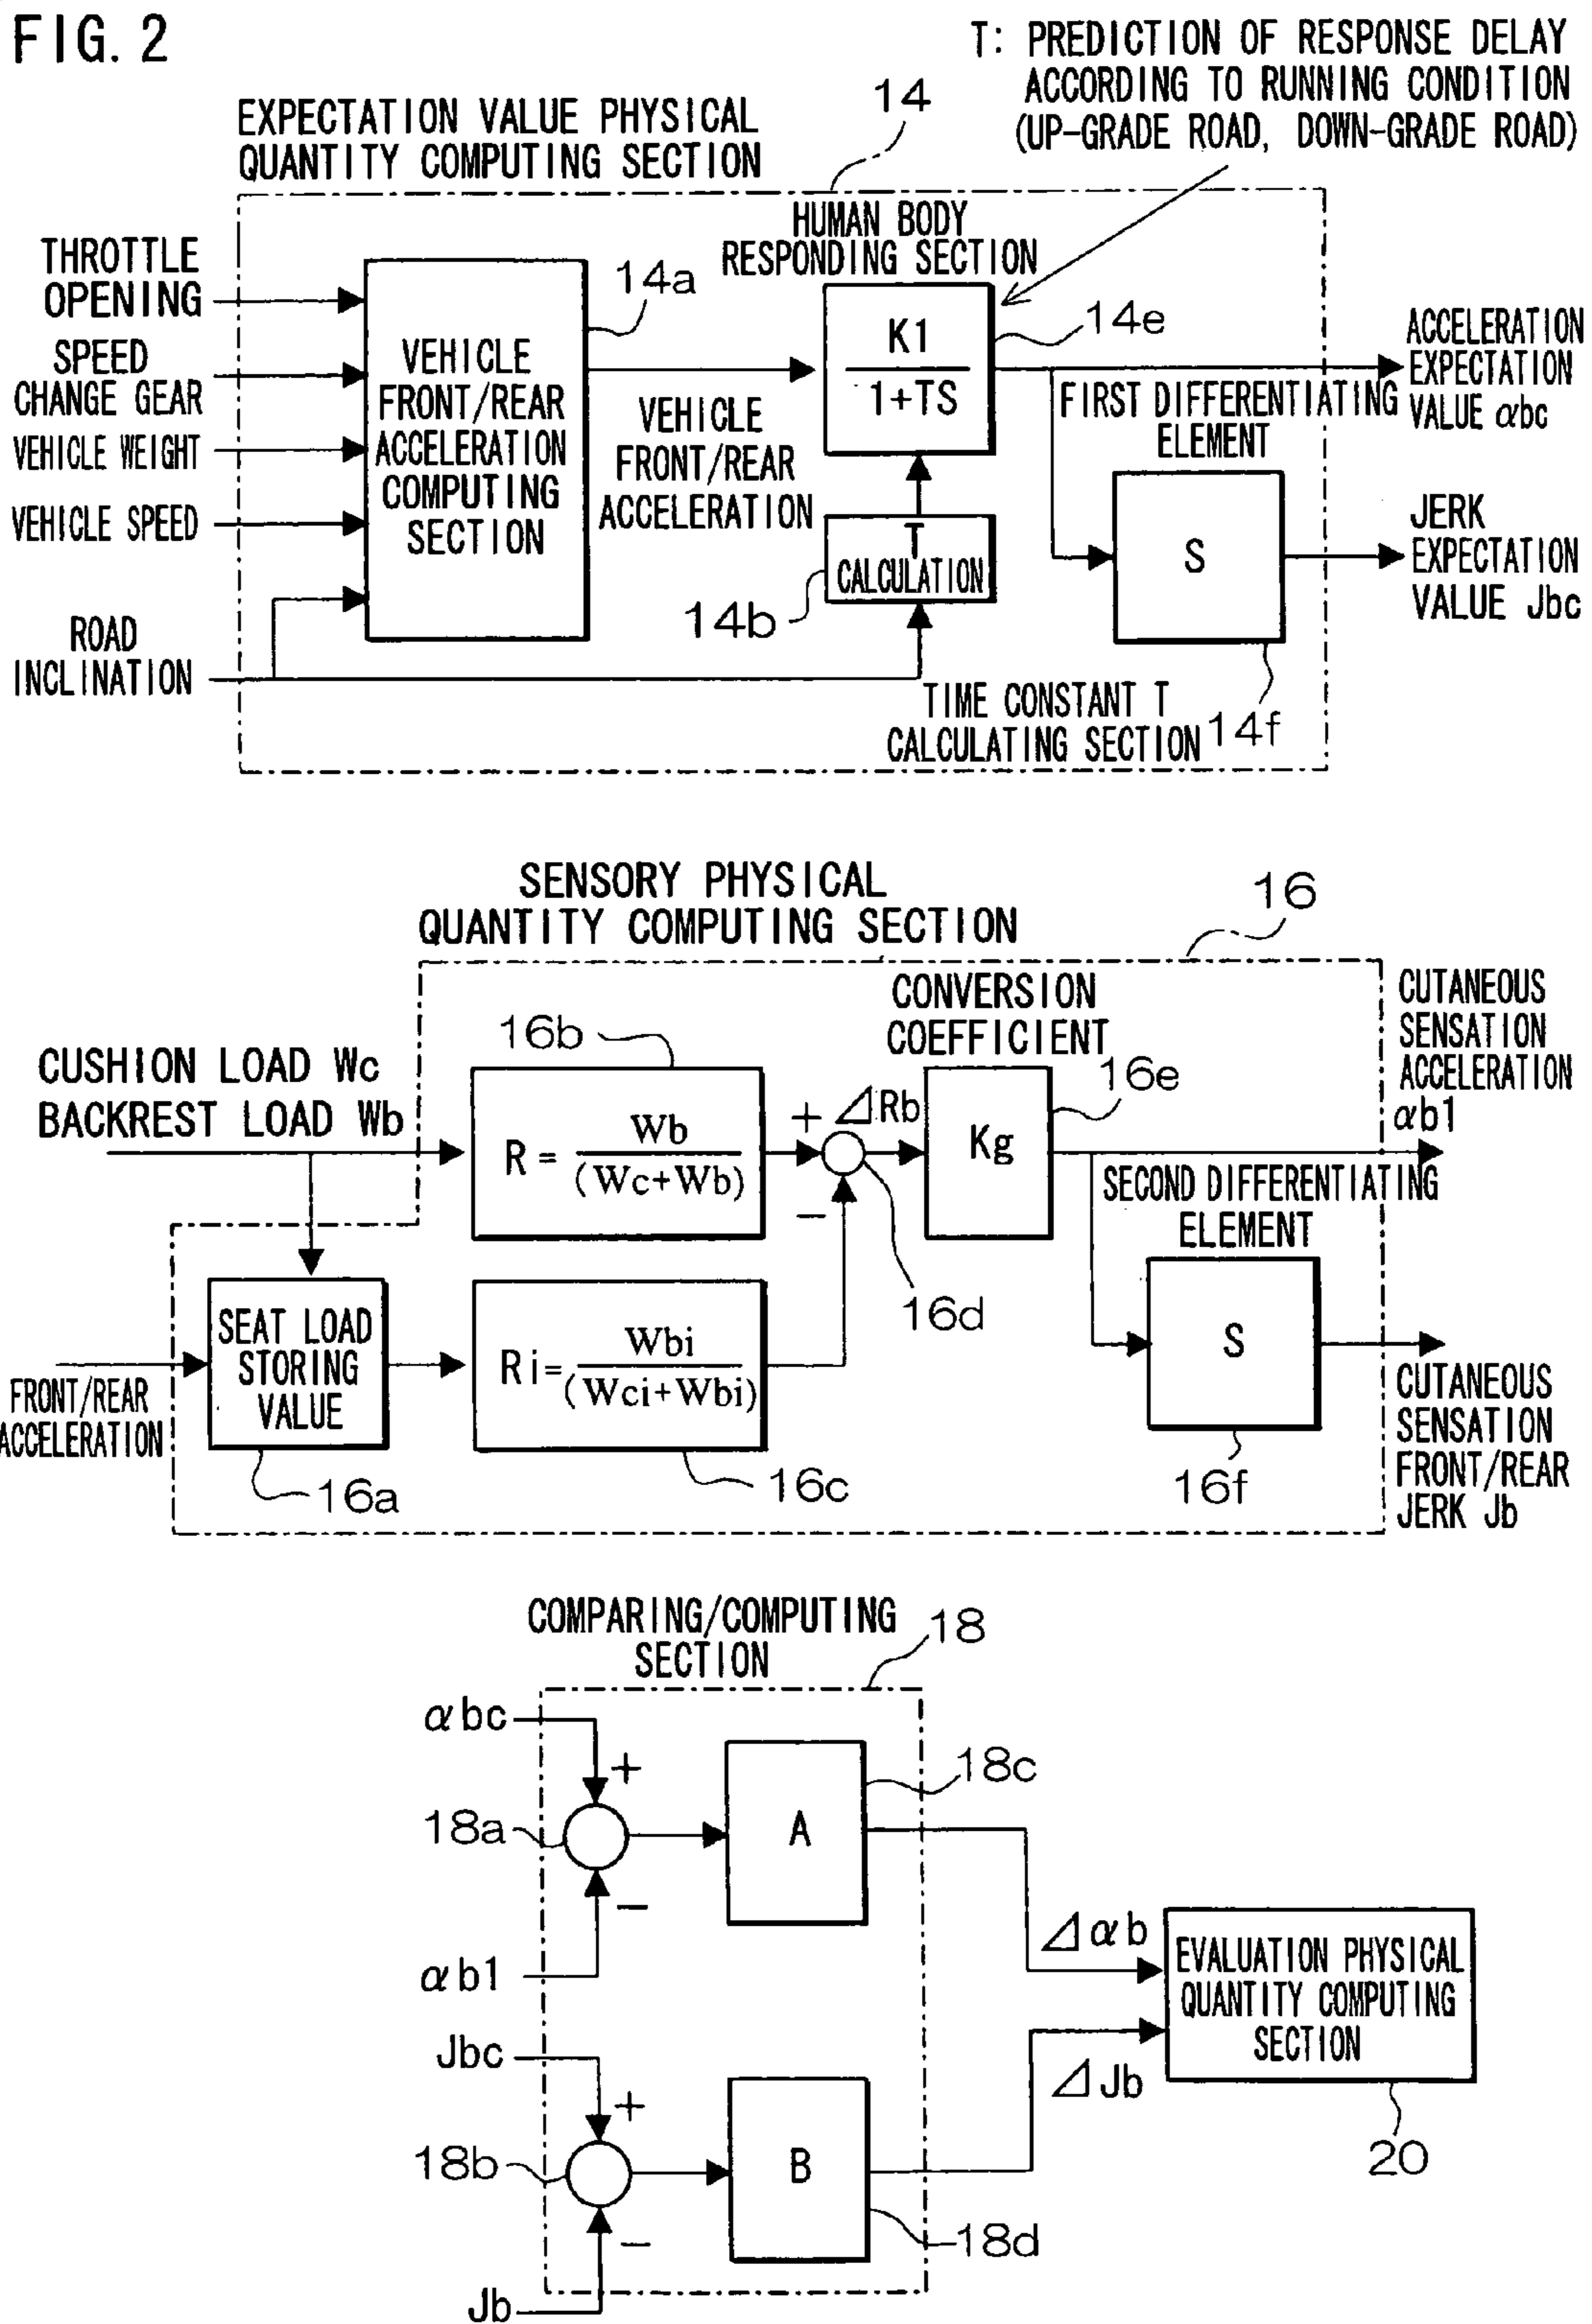 FIG. 2
T: PREDICTION OF RESPONSE DELAY
ACCORDING TO RUNNING CONDITION
(UP-GRADE ROAD, DOWN-GRADE ROAD)
14
EXPECTATION VALUE PHYSICAL
QUANTITY COMPUTING SECTION
HUMAN BODY
RESPONDING SECTION
THROTTLE
OPENING
SPEED
CHANGE GEAR
VEHICLE WEIGHT
VEHICLE SPEED
ROAD
INCLINATION
14a
VEHICLE
FRONT/REAR
ACCELERATION
COMPUTING
SECTION
VEHICLE
FRONT/REAR
ACCELERATION
K1
1+TS
14e
ACCELERATION
EXPECTATION
VALUE αbc
FIRST DIFFERENTIATING
ELEMENT
T
CALCULATION
14b
S
JERK
EXPECTATION
VALUE Jbc
14f
TIME CONSTANT T
CALCULATING SECTION
SENSORY PHYSICAL
QUANTITY COMPUTING SECTION
16
CUSHION LOAD Wc
BACKREST LOAD Wb
16b
R = Wb
(Wc+Wb)
+
⊿Rb
−
CONVERSION
COEFFICIENT
16e
Kg
CUTANEOUS
SENSATION
ACCELERATION
αb1
SECOND DIFFERENTIATING
ELEMENT
16d
FRONT/REAR
ACCELERATION
SEAT LOAD
STORING
VALUE
16a
Ri= Wbi
(Wci+Wbi)
16c
S
16f
CUTANEOUS
SENSATION
FRONT/REAR
JERK Jb
COMPARING/COMPUTING
SECTION
18
αbc
+
18a
−
αb1
A
18c
Jbc
+
18b
−
Jb
B
18d
⊿αb
⊿Jb
EVALUATION PHYSICAL
QUANTITY COMPUTING
SECTION
20